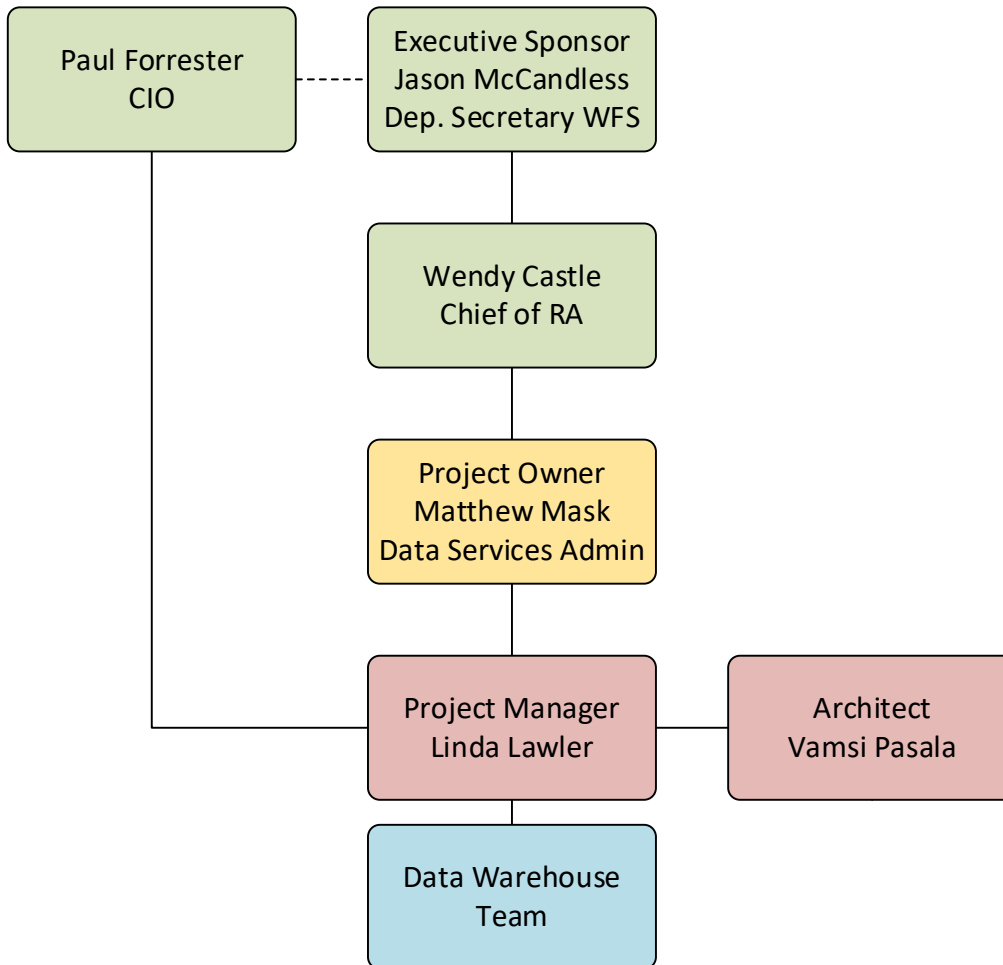 Paul Forrester
CIO
Executive Sponsor
Jason McCandless
Dep. Secretary WFS
Wendy Castle
Chief of RA
Project Owner
Matthew Mask
Data Services Admin
Project Manager
Linda Lawler
Architect
Vamsi Pasala
Data Warehouse
Team